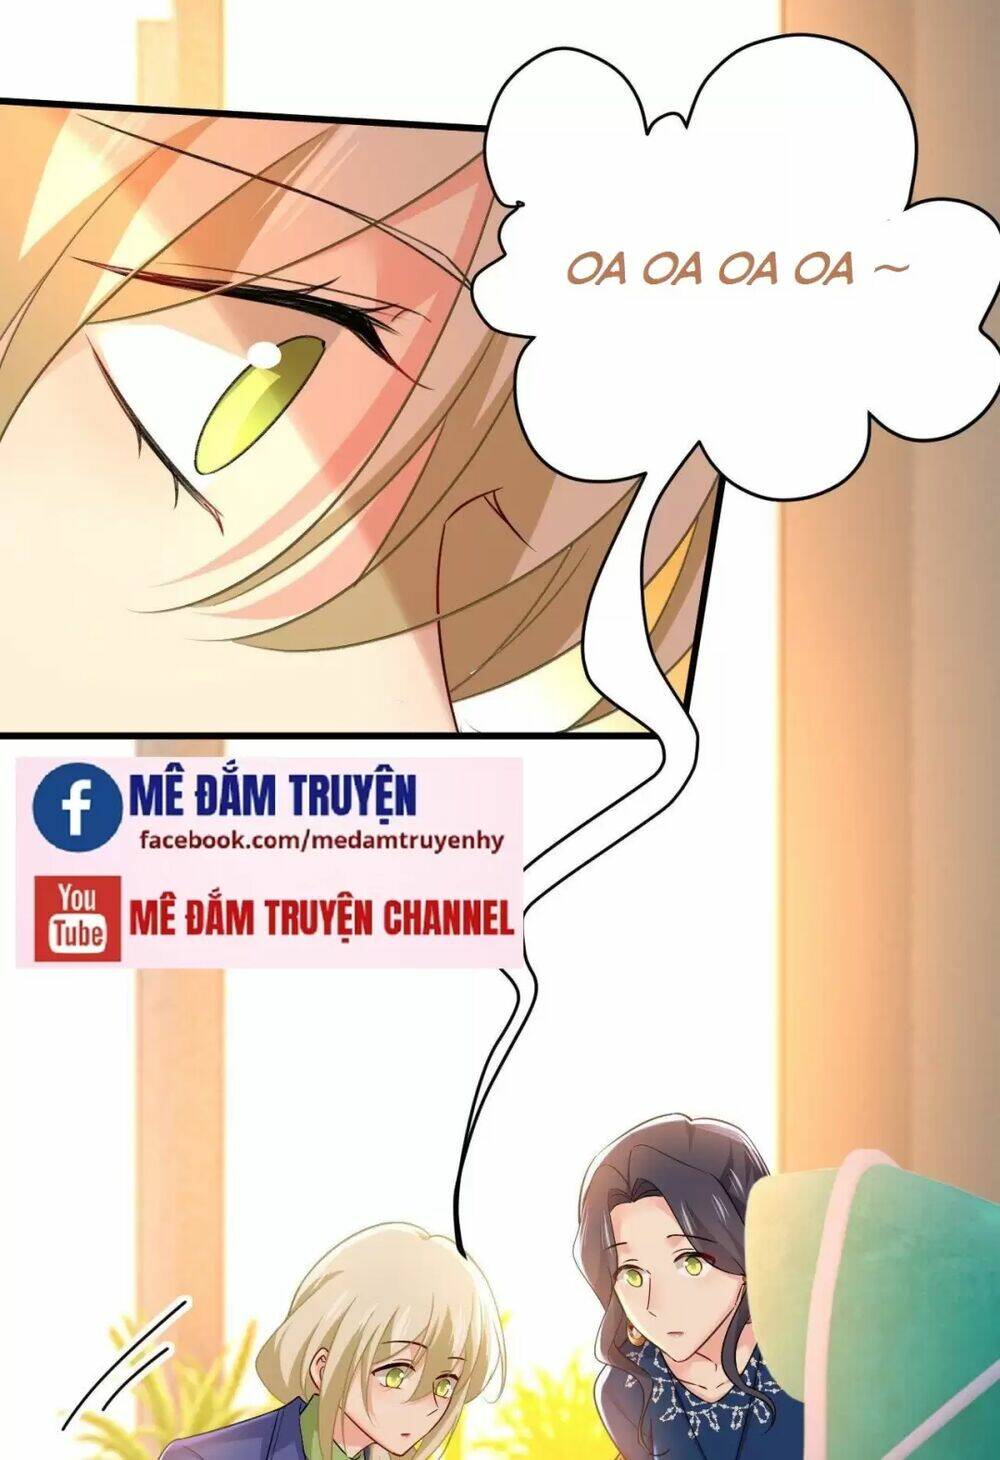 OA OA OA OA ~
MÊ ĐẮM TRUYỆN
facebook.com/medamtruyenhy
You
Tube
MÊ ĐẮM TRUYỆN CHANNEL